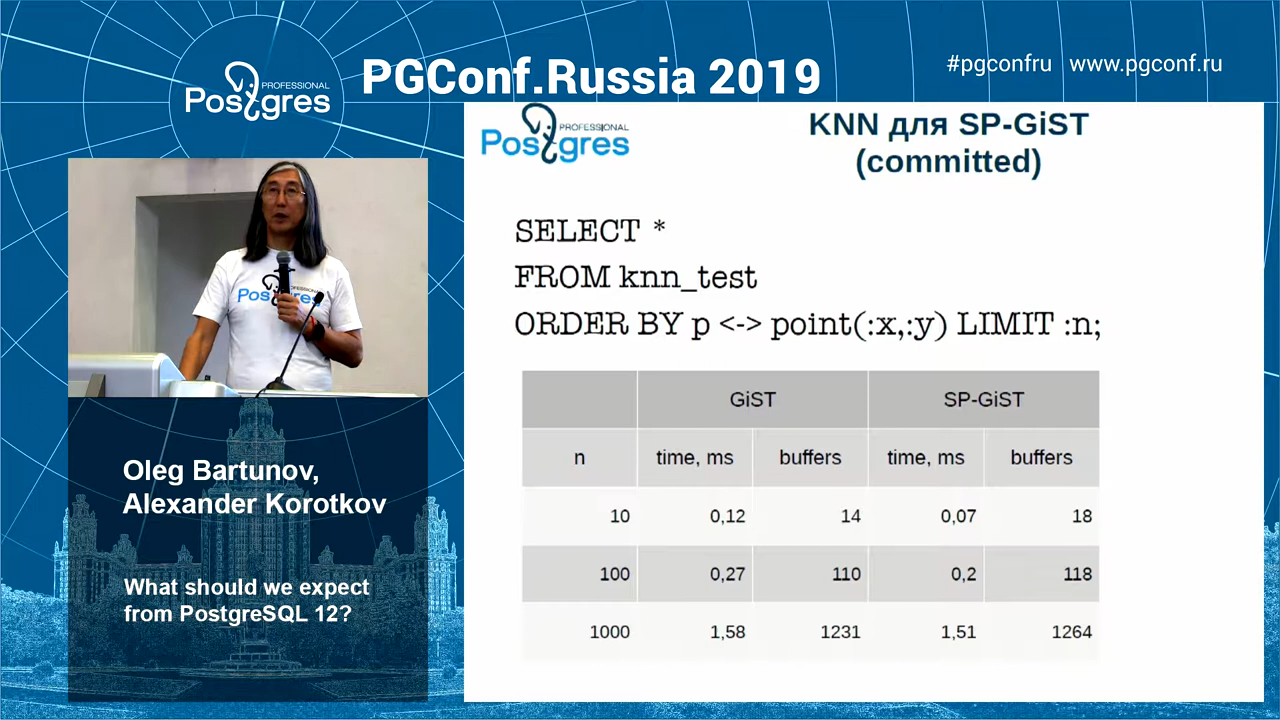 PROFESSIONAL
Postgres
PGConf.Russia 2019
#pgconfru www.pgconf.ru
PROFESSIONAL
Postgres
KNN для SP-GiST
(committed)
SELECT *
FROM knn_test
ORDER BY p <-> point(:x,:y) LIMIT :n;
GiST SP-GiST
n time, ms buffers time, ms buffers
10 0,12 14 0,07 18
100 0,27 110 0,2 118
1000 1,58 1231 1,51 1264
PROFESSIONAL
Postgres
Oleg Bartunov,
Alexander Korotkov
What should we expect
from PostgreSQL 12?